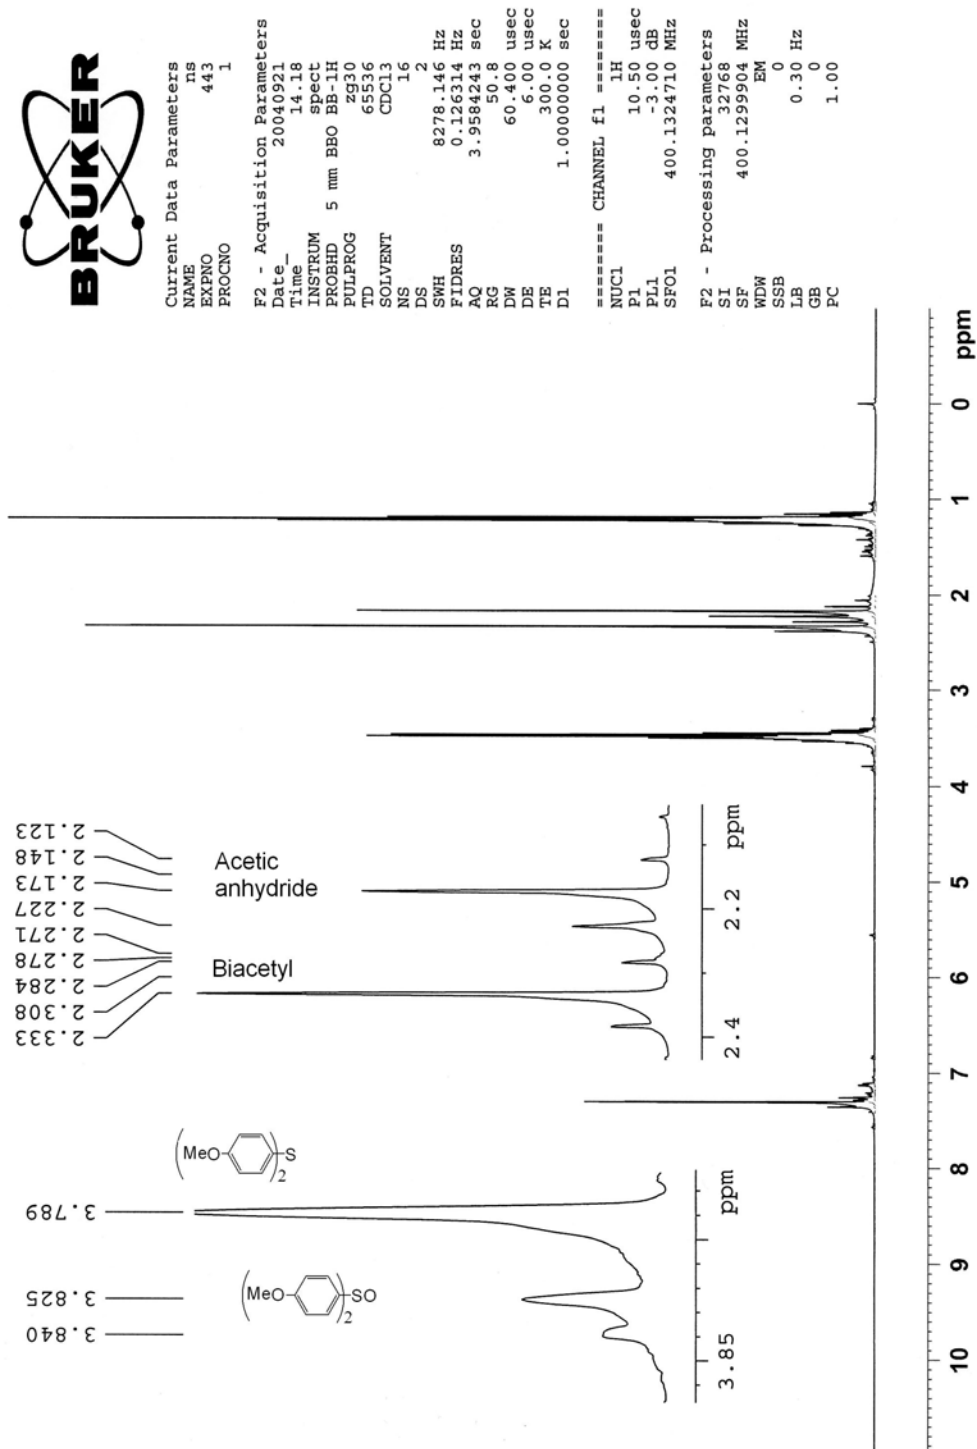 BRUKER
Current Data Parameters
NAME ns
EXPNO 443
PROCNO 1
F2 - Acquisition Parameters
Date_ 20040921
Time 14.18
INSTRUM spect
PROBHD 5 mm BBO BB-1H
PULPROG zg30
TD 65536
SOLVENT CDCl3
NS 16
DS 2
SWH 8278.146 Hz
FIDRES 0.126314 Hz
AQ 3.9584243 sec
RG 50.8
DW 60.400 usec
DE 6.00 usec
TE 300.0 K
D1 1.00000000 sec
======== CHANNEL f1 ========
NUC1 1H
P1 10.50 usec
PL1 -3.00 dB
SFO1 400.1324710 MHz
F2 - Processing parameters
SI 32768
SF 400.1299904 MHz
WDW EM
SSB 0
LB 0.30 Hz
GB 0
PC 1.00
2.123
2.148
2.173
2.227
2.271
2.278
2.284
2.308
2.333
Acetic
anhydride
Biacetyl
2.4 2.2 ppm
3.789
3.825
3.840
(MeO S)2
(MeO SO)2
3.85 ppm
10 9 8 7 6 5 4 3 2 1 0 ppm